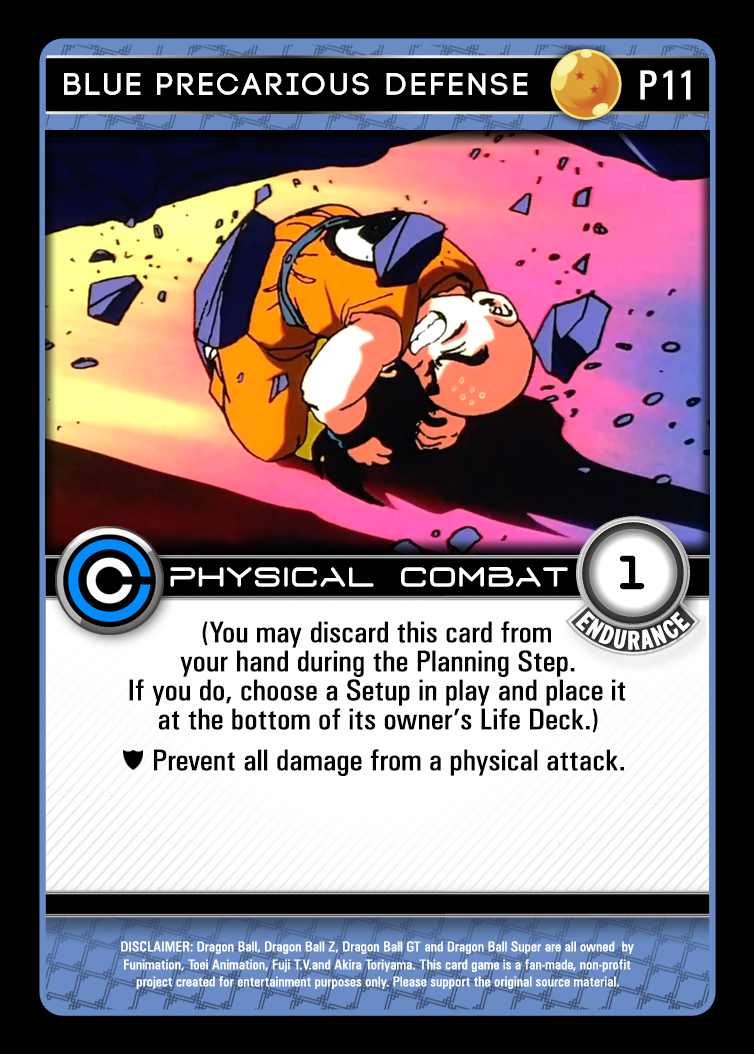 BLUE PRECARIOUS DEFENSE P11
PHYSICAL COMBAT 1
ENDURANCE
(You may discard this card from
your hand during the Planning Step.
If you do, choose a Setup in play and place it
at the bottom of its owner's Life Deck.)
Prevent all damage from a physical attack.
DISCLAIMER: Dragon Ball, Dragon Ball Z, Dragon Ball GT and Dragon Ball Super are all owned by
Funimation, Toei Animation, Fuji T.V.and Akira Toriyama. This card game is a fan-made, non-profit
project created for entertainment purposes only. Please support the original source material.